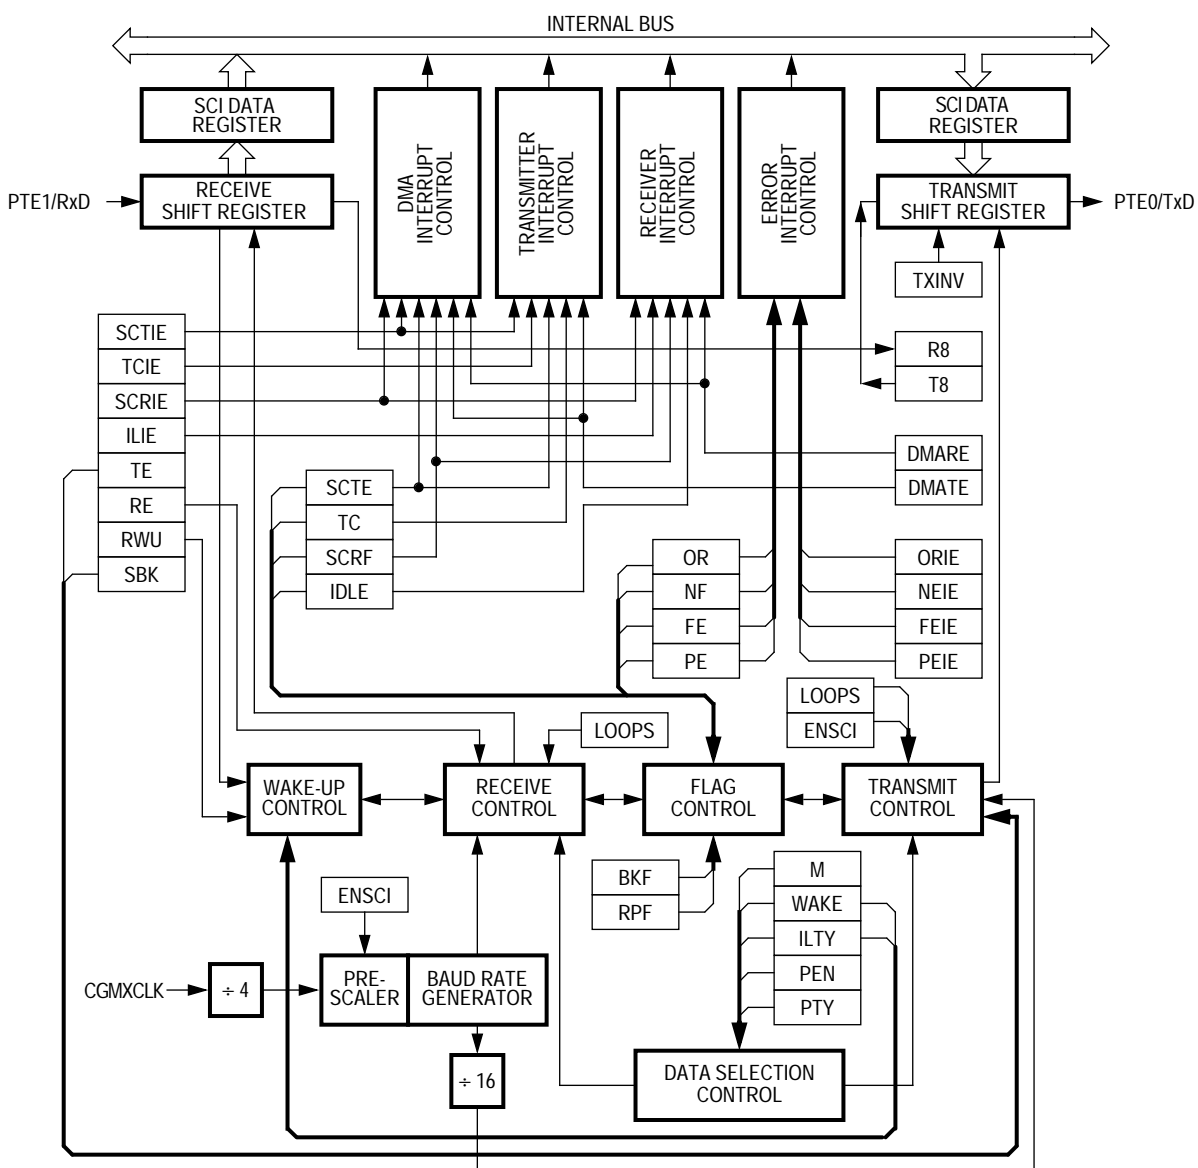 INTERNAL BUS
SCI DATA
REGISTER
SCI DATA
REGISTER
DMA
INTERRUPT
CONTROL
TRANSMITTER
INTERRUPT
CONTROL
RECEIVER
INTERRUPT
CONTROL
ERROR
INTERRUPT
CONTROL
PTE1/RxD
RECEIVE
SHIFT REGISTER
TRANSMIT
SHIFT REGISTER
PTE0/TxD
TXINV
SCTIE
TCIE
SCRIE
ILIE
TE
RE
RWU
SBK
R8
T8
DMARE
DMATE
SCTE
TC
SCRF
IDLE
OR
NF
FE
PE
ORIE
NEIE
FEIE
PEIE
LOOPS
ENSCI
LOOPS
WAKE-UP
CONTROL
RECEIVE
CONTROL
FLAG
CONTROL
TRANSMIT
CONTROL
BKF
RPF
M
WAKE
ILTY
PEN
PTY
ENSCI
CGMXCLK
÷ 4
PRE-
SCALER
BAUD RATE
GENERATOR
÷ 16
DATA SELECTION
CONTROL